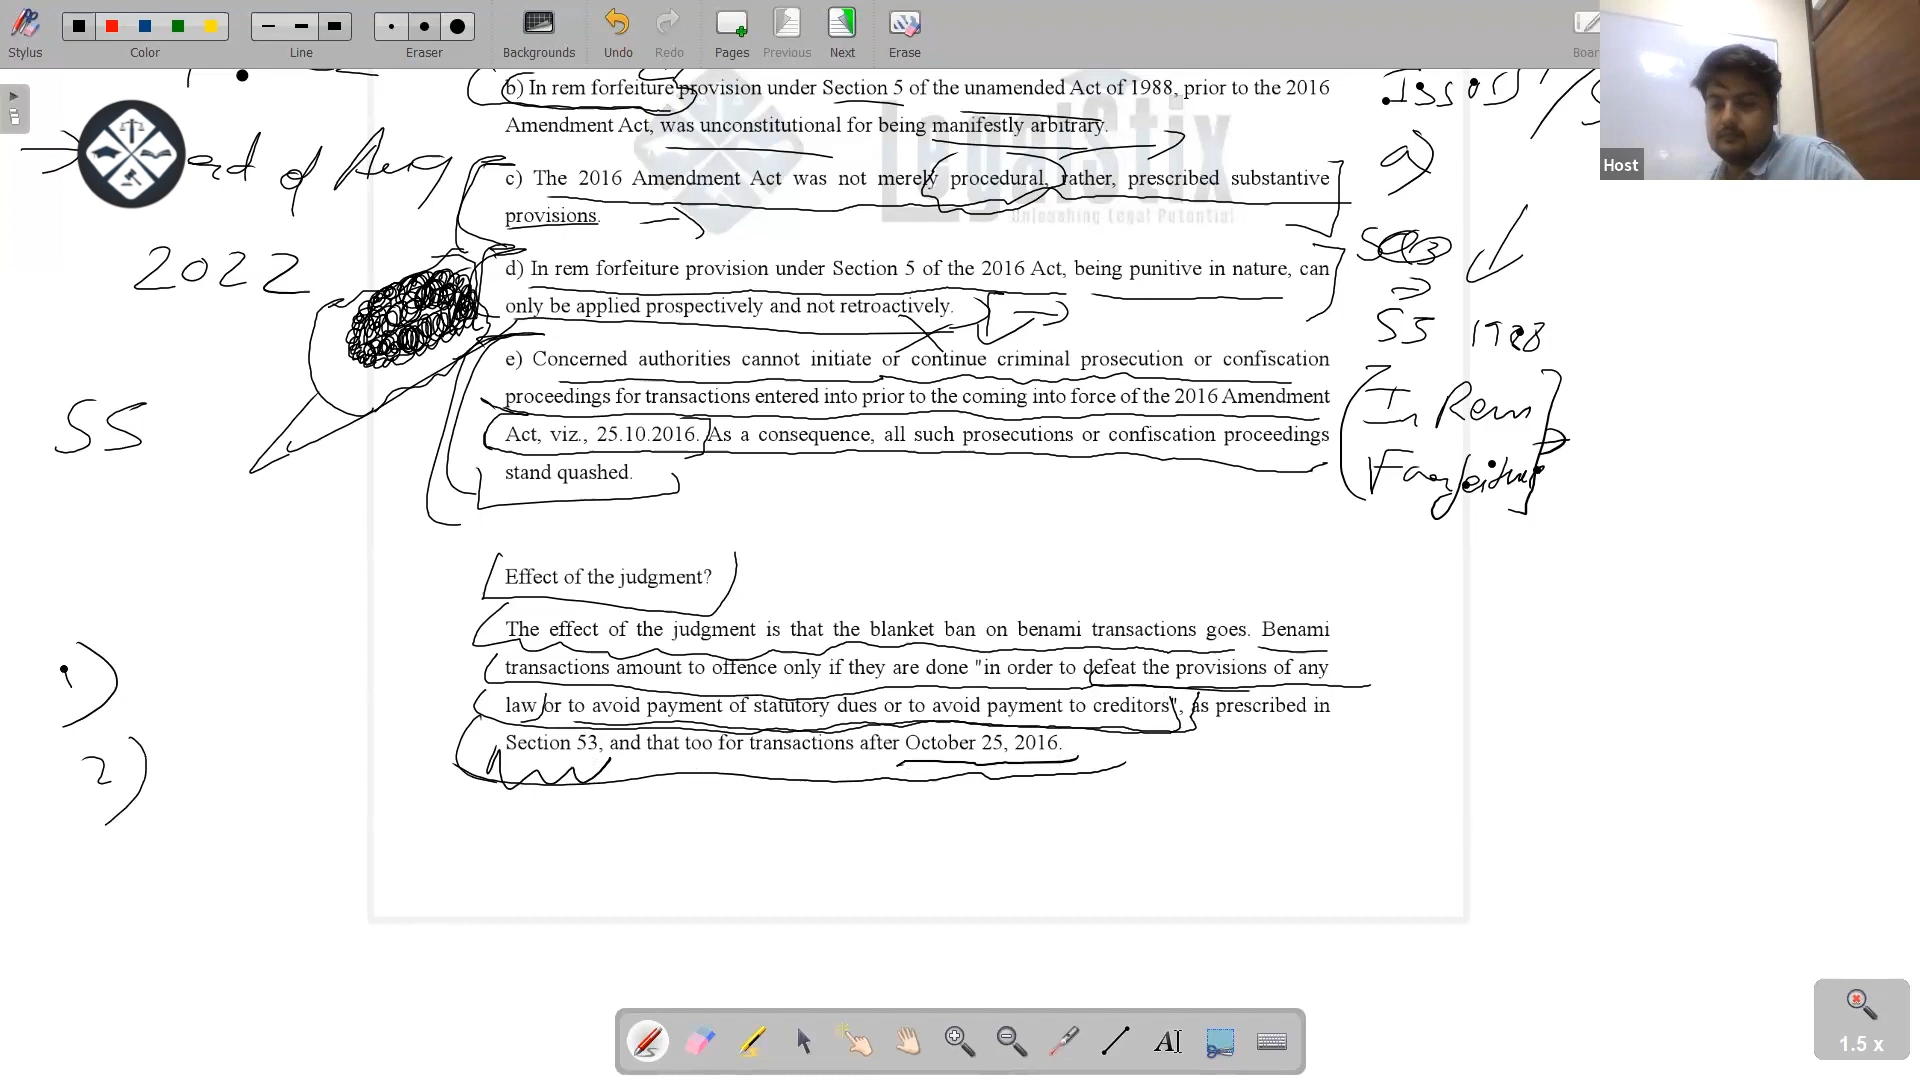 Stylus
Color
Line
Eraser
Backgrounds
Undo
Redo
Pages
Previous
Next
Erase
Boar
Host
b) In rem forfeiture provision under Section 5 of the unamended Act of 1988, prior to the 2016
Amendment Act, was unconstitutional for being manifestly arbitrary.
c) The 2016 Amendment Act was not merely procedural, rather, prescribed substantive
provisions.
d) In rem forfeiture provision under Section 5 of the 2016 Act, being punitive in nature, can
only be applied prospectively and not retroactively.
e) Concerned authorities cannot initiate or continue criminal prosecution or confiscation
proceedings for transactions entered into prior to the coming into force of the 2016 Amendment
Act, viz., 25.10.2016. As a consequence, all such prosecutions or confiscation proceedings
stand quashed.
Effect of the judgment?
The effect of the judgment is that the blanket ban on benami transactions goes. Benami
transactions amount to offence only if they are done "in order to defeat the provisions of any
law or to avoid payment of statutory dues or to avoid payment to creditors", as prescribed in
Section 53, and that too for transactions after October 25, 2016.
LegalStix
Unleashing Legal Potential
of Aug
2022
S5
1)
2)
a)
S5 1988
In Rem
1.5 x